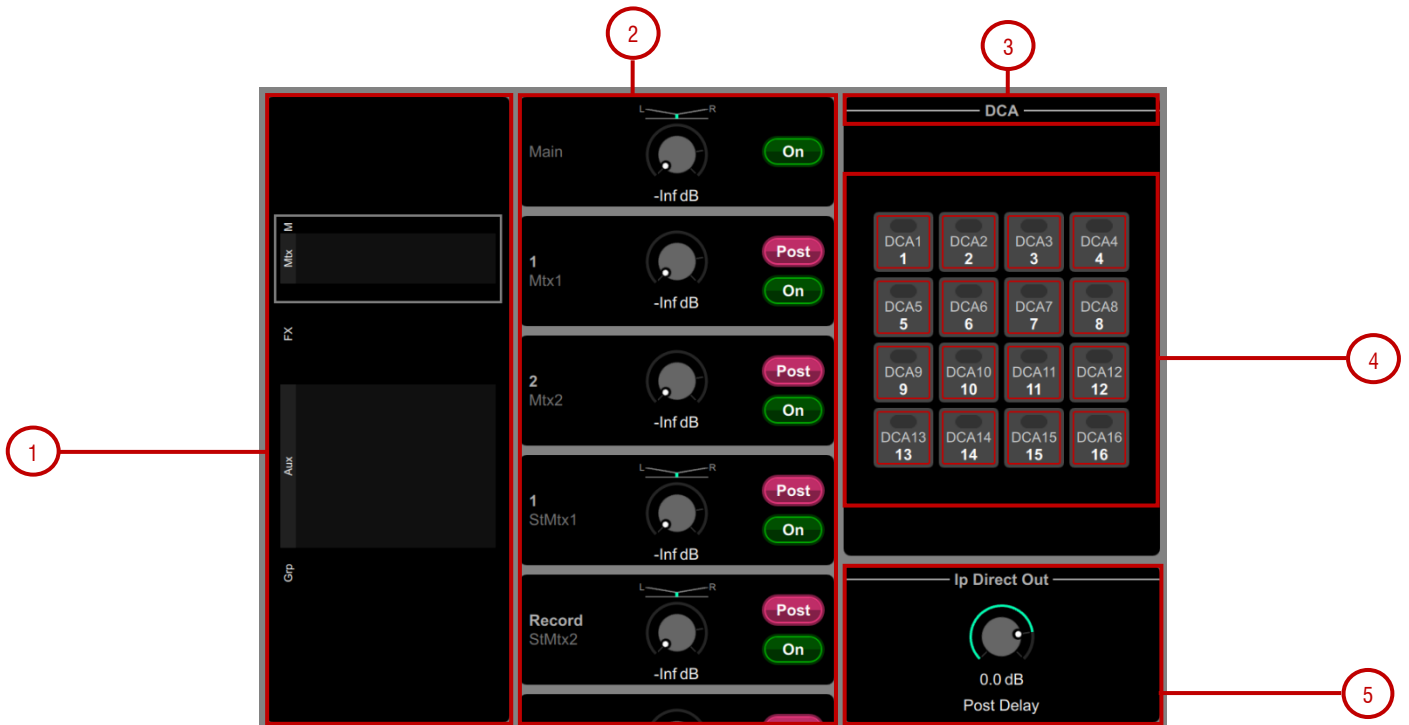 1
2
3
4
5
M
Mtx
FX
Aux
Grp
L R
Main
On
-Inf dB
1
Mtx1
Post
On
-Inf dB
2
Mtx2
Post
On
-Inf dB
L R
1
StMtx1
Post
On
-Inf dB
L R
Record
StMtx2
Post
On
-Inf dB
DCA
DCA1 DCA2 DCA3 DCA4
1 2 3 4
DCA5 DCA6 DCA7 DCA8
5 6 7 8
DCA9 DCA10 DCA11 DCA12
9 10 11 12
DCA13 DCA14 DCA15 DCA16
13 14 15 16
Ip Direct Out
0.0 dB
Post Delay